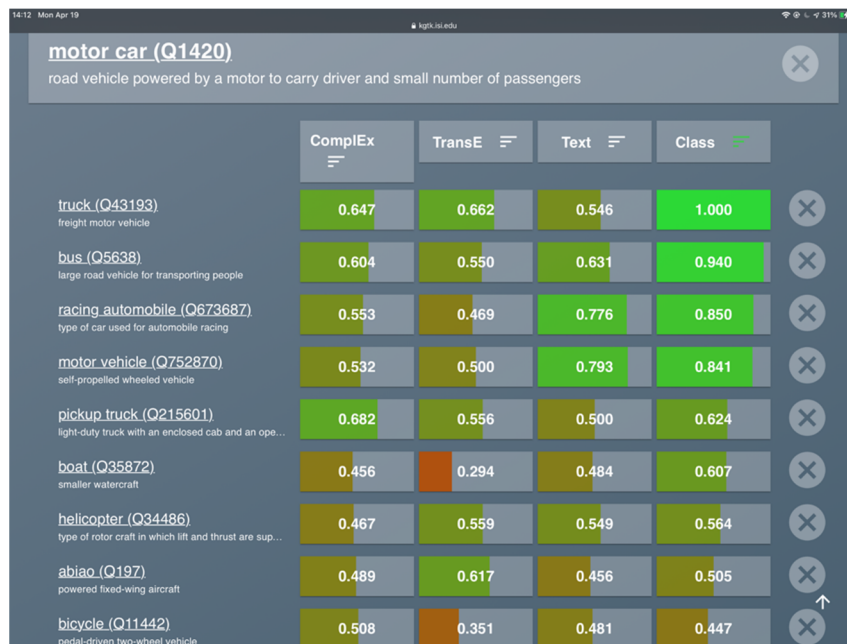 14:12 Mon Apr 19
kgtk.isi.edu
31%
motor car (Q1420)
road vehicle powered by a motor to carry driver and small number of passengers
ComplEx TransE Text Class
truck (Q43193)
freight motor vehicle
0.647 0.662 0.546 1.000
bus (Q5638)
large road vehicle for transporting people
0.604 0.550 0.631 0.940
racing automobile (Q673687)
type of car used for automobile racing
0.553 0.469 0.776 0.850
motor vehicle (Q752870)
self-propelled wheeled vehicle
0.532 0.500 0.793 0.841
pickup truck (Q215601)
light-duty truck with an enclosed cab and an ope...
0.682 0.556 0.500 0.624
boat (Q35872)
smaller watercraft
0.456 0.294 0.484 0.607
helicopter (Q34486)
type of rotor craft in which lift and thrust are sup...
0.467 0.559 0.549 0.564
abiao (Q197)
powered fixed-wing aircraft
0.489 0.617 0.456 0.505
bicycle (Q11442)
pedal-driven two-wheel vehicle
0.508 0.351 0.481 0.447